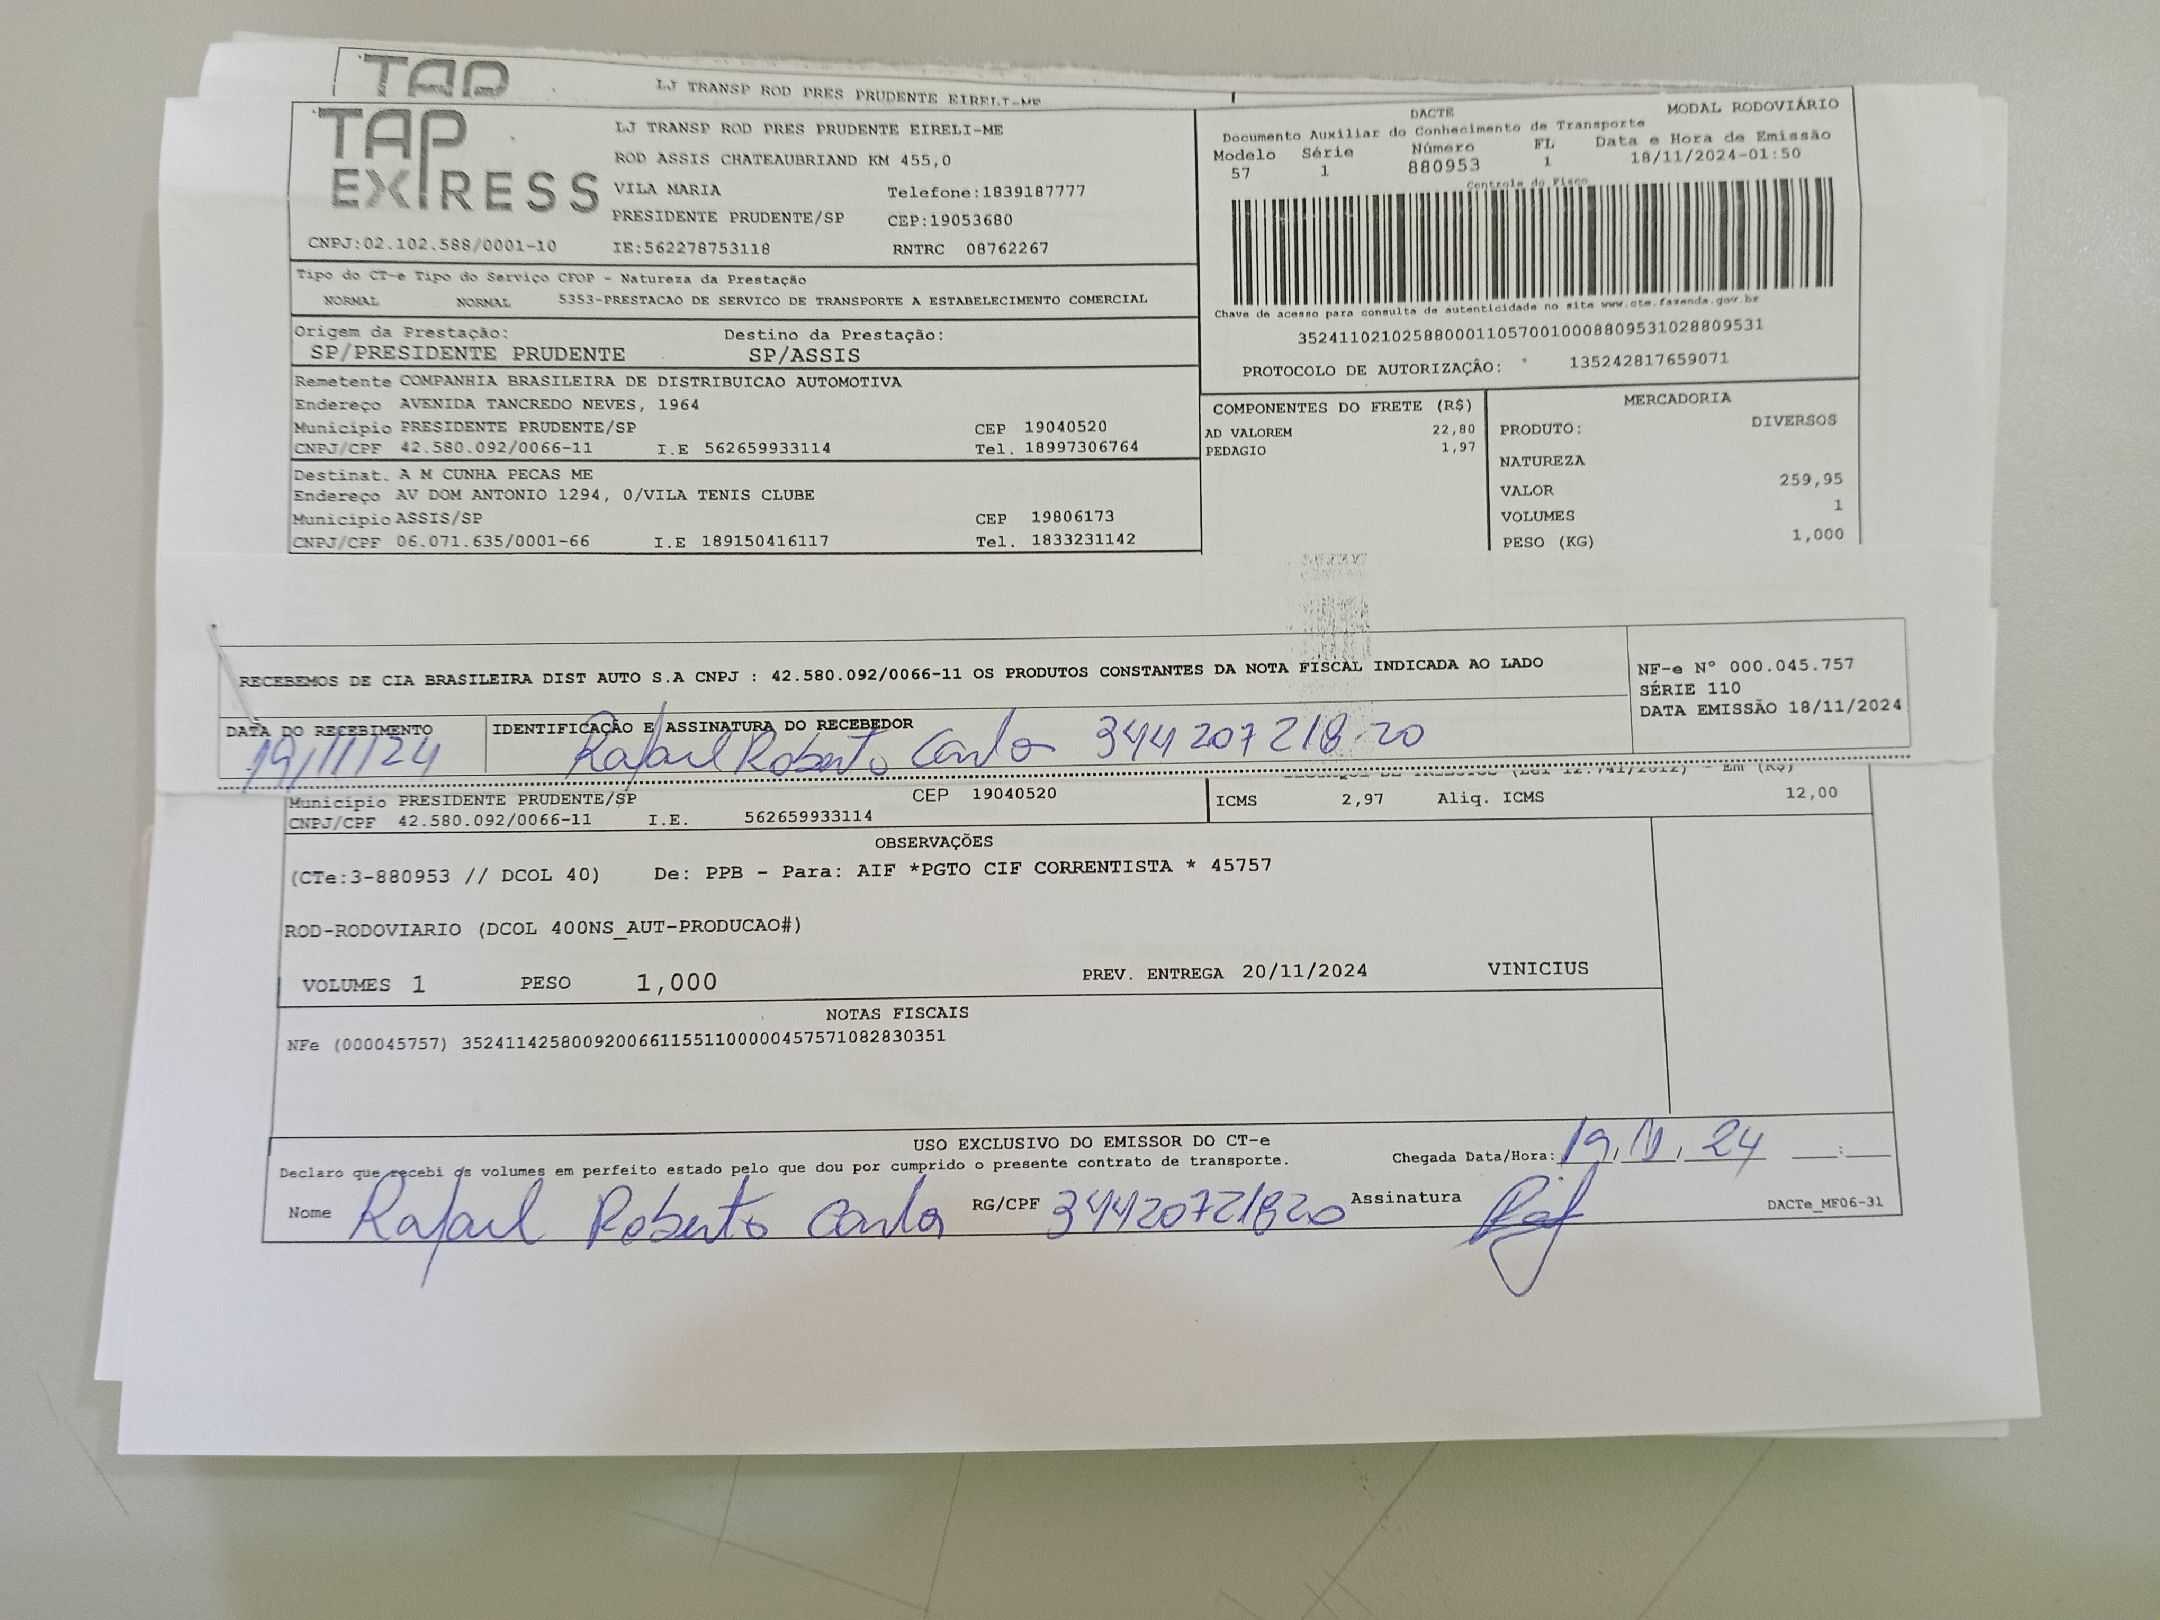 TAP
LJ TRANSP ROD PRES PRUDENTE EIRELI-ME
TAP EXPRESS
LJ TRANSP ROD PRES PRUDENTE EIRELI-ME
ROD ASSIS CHATEAUBRIAND KM 455,0
VILA MARIA Telefone:1839187777
PRESIDENTE PRUDENTE/SP CEP:19053680
CNPJ:02.102.588/0001-10 IE:562278753118 RNTRC 08762267
DACTE MODAL RODOVIÁRIO
Documento Auxiliar do Conhecimento de Transporte
Modelo Série Número FL Data e Hora de Emissão
57 1 880953 1 18/11/2024-01:50
Controle do Fisco
Chave de acesso para consulta de autenticidade no site www.cte.fazenda.gov.br
35241102102588000110570010008809531028809531
PROTOCOLO DE AUTORIZAÇÃO: 135242817659071
Tipo do CT-e Tipo do Serviço CFOP - Natureza da Prestação
NORMAL NORMAL 5353-PRESTACAO DE SERVICO DE TRANSPORTE A ESTABELECIMENTO COMERCIAL
Origem da Prestação: Destino da Prestação:
SP/PRESIDENTE PRUDENTE SP/ASSIS
Remetente COMPANHIA BRASILEIRA DE DISTRIBUICAO AUTOMOTIVA
Endereço AVENIDA TANCREDO NEVES, 1964
Município PRESIDENTE PRUDENTE/SP CEP 19040520
CNPJ/CPF 42.580.092/0066-11 I.E 562659933114 Tel. 18997306764
Destinat. A M CUNHA PECAS ME
Endereço AV DOM ANTONIO 1294, 0/VILA TENIS CLUBE
Município ASSIS/SP CEP 19806173
CNPJ/CPF 06.071.635/0001-66 I.E 189150416117 Tel. 1833231142
COMPONENTES DO FRETE (R$)
AD VALOREM 22,80
PEDAGIO 1,97
MERCADORIA
PRODUTO: DIVERSOS
NATUREZA
VALOR 259,95
VOLUMES 1
PESO (KG) 1,000
RECEBEMOS DE CIA BRASILEIRA DIST AUTO S.A CNPJ : 42.580.092/0066-11 OS PRODUTOS CONSTANTES DA NOTA FISCAL INDICADA AO LADO
NF-e Nº 000.045.757
SÉRIE 110
DATA EMISSÃO 18/11/2024
DATA DO RECEBIMENTO IDENTIFICAÇÃO E ASSINATURA DO RECEBEDOR
19/11/24 Rafael Roberto Carlo 344 207 218-20
(Lei 12.741/2012) - Em (R$)
Município PRESIDENTE PRUDENTE/SP CEP 19040520
CNPJ/CPF 42.580.092/0066-11 I.E. 562659933114
ICMS 2,97 Aliq. ICMS 12,00
OBSERVAÇÕES
(CTe:3-880953 // DCOL 40) De: PPB - Para: AIF *PGTO CIF CORRENTISTA * 45757
ROD-RODOVIARIO (DCOL 400NS_AUT-PRODUCAO#)
VOLUMES 1 PESO 1,000 PREV. ENTREGA 20/11/2024 VINICIUS
NOTAS FISCAIS
NFe (000045757) 35241142580092006611551100000457571082830351
USO EXCLUSIVO DO EMISSOR DO CT-e
Declaro que recebi os volumes em perfeito estado pelo que dou por cumprido o presente contrato de transporte.
Chegada Data/Hora: 19, 11, 24 :
Nome Rafael Roberto Carlo RG/CPF 34420721820 Assinatura Raf DACTe_MF06-31